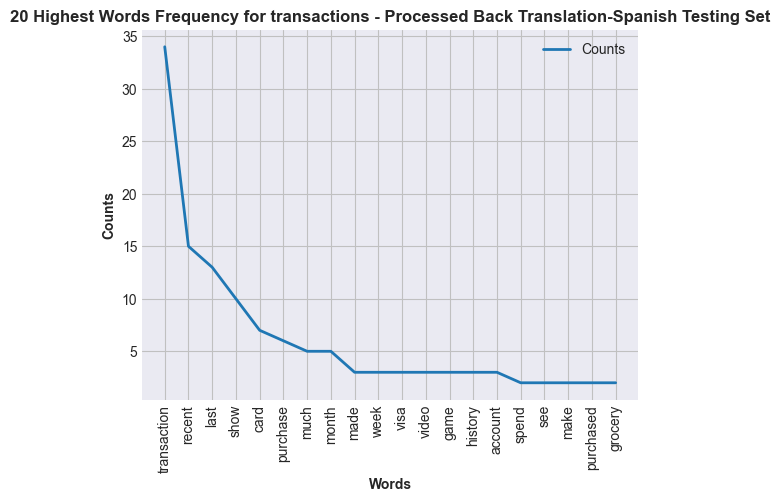 20 Highest Words Frequency for transactions - Processed Back Translation-Spanish Testing Set
Counts
35
30
25
20
15
10
5
Counts
transaction
recent
last
show
card
purchase
much
month
made
week
visa
video
game
history
account
spend
see
make
purchased
grocery
Words